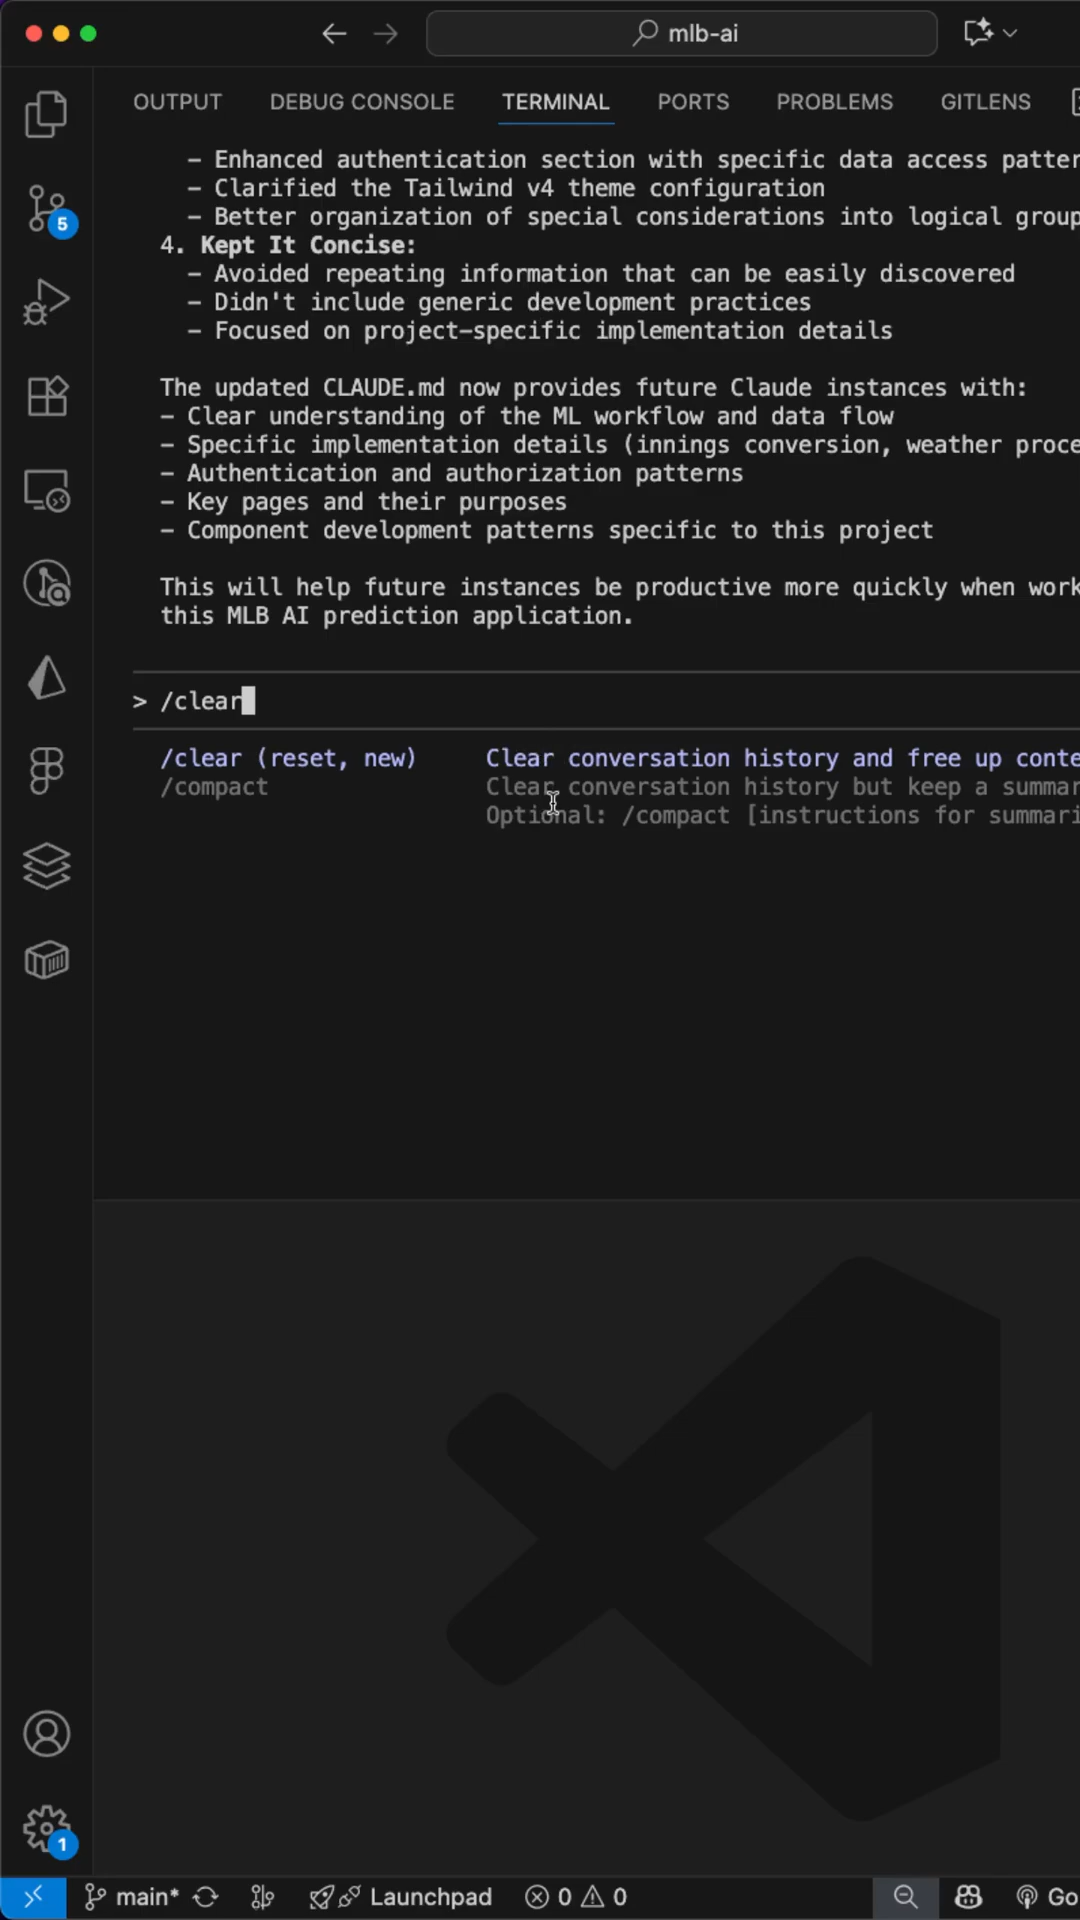 mlb-ai
OUTPUT DEBUG CONSOLE TERMINAL PORTS PROBLEMS GITLENS
– Enhanced authentication section with specific data access patter
– Clarified the Tailwind v4 theme configuration
– Better organization of special considerations into logical group
4. Kept It Concise:
– Avoided repeating information that can be easily discovered
– Didn't include generic development practices
– Focused on project-specific implementation details
The updated CLAUDE.md now provides future Claude instances with:
– Clear understanding of the ML workflow and data flow
– Specific implementation details (innings conversion, weather proce
– Authentication and authorization patterns
– Key pages and their purposes
– Component development patterns specific to this project
This will help future instances be productive more quickly when work
this MLB AI prediction application.
> /clear
/clear (reset, new) Clear conversation history and free up conte
/compact Clear conversation history but keep a summar
Optional: /compact [instructions for summari
5
1
main* Launchpad 0 0 Go